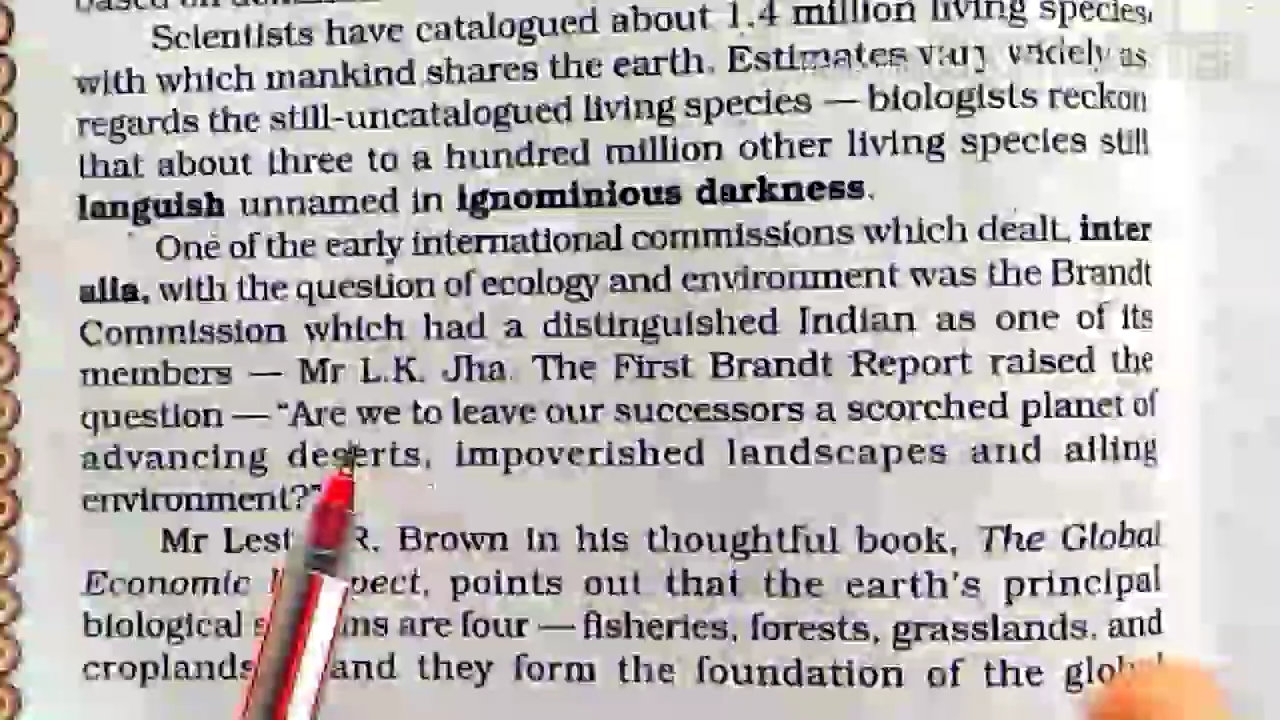 Scientists have catalogued about 1.4 million living species
with which mankind shares the earth. Estimates vary widely as
regards the still-uncatalogued living species — biologists reckon
that about three to a hundred million other living species still
languish unnamed in ignominious darkness.
One of the early international commissions which dealt, inter
alia, with the question of ecology and environment was the Brandt
Commission which had a distinguished Indian as one of its
members — Mr L.K. Jha. The First Brandt Report raised the
question — "Are we to leave our successors a scorched planet of
advancing deserts, impoverished landscapes and ailing
environment?"
Mr R. Brown in his thoughtful book, The Global
Economic points out that the earth's principal
biological are four — fisheries, forests, grasslands, and
croplands and they form the foundation of the